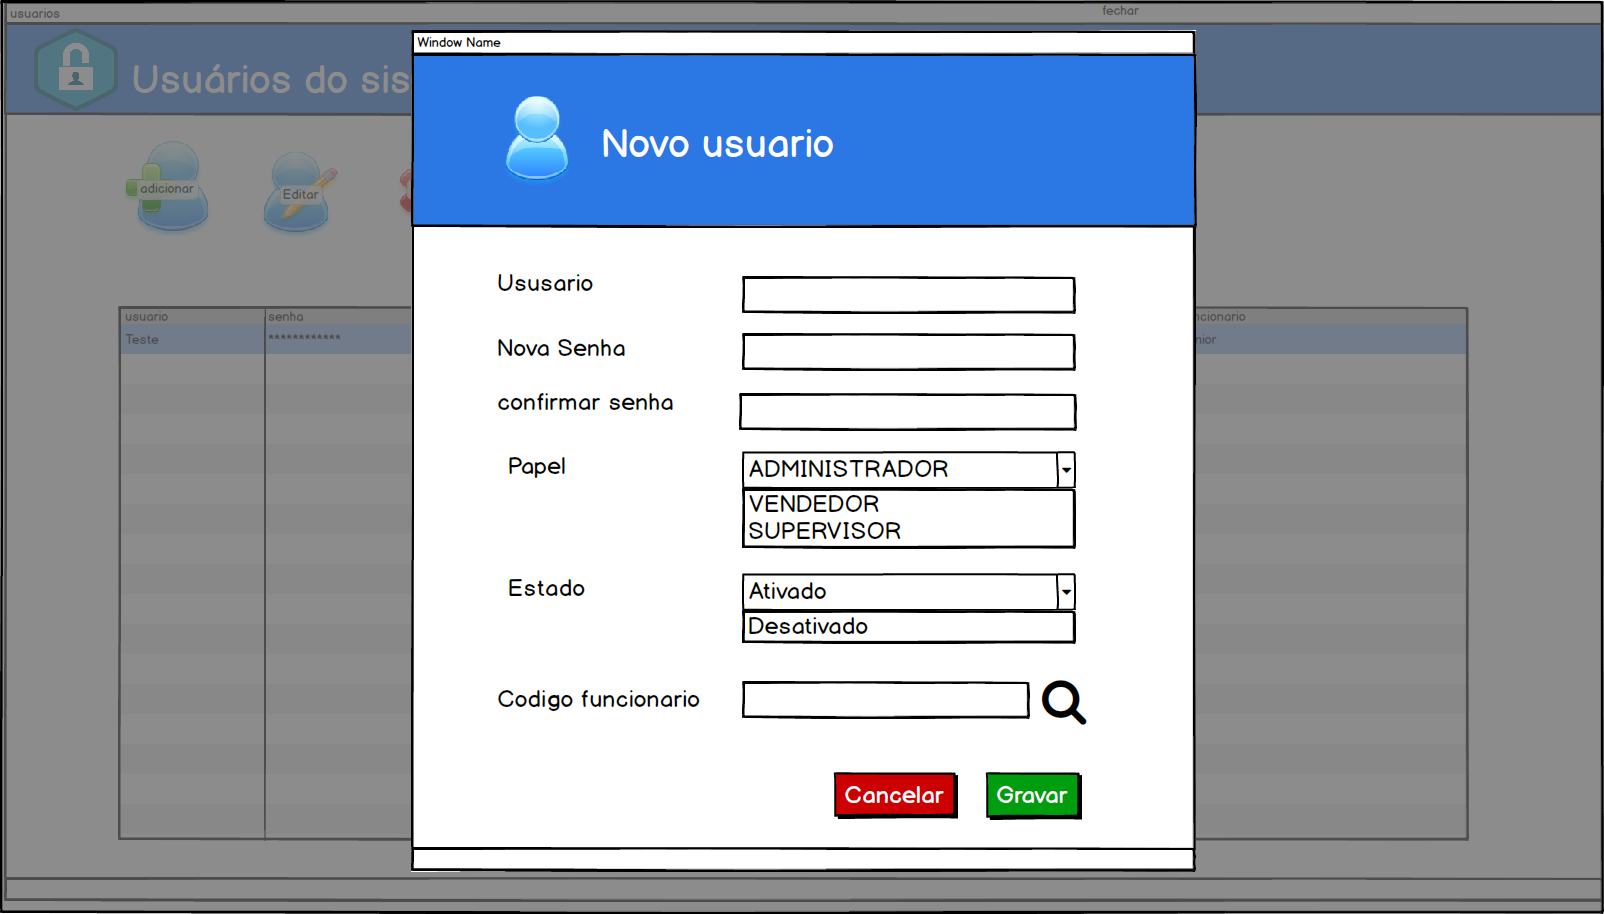 usuarios
fechar
Window Name
Usuários do sis
Novo usuario
adicionar
Editar
Ususario
Nova Senha
confirmar senha
Papel
ADMINISTRADOR
VENDEDOR
SUPERVISOR
Estado
Ativado
Desativado
Codigo funcionario
Cancelar
Gravar
usuario
senha
ncionario
Teste
************
nior